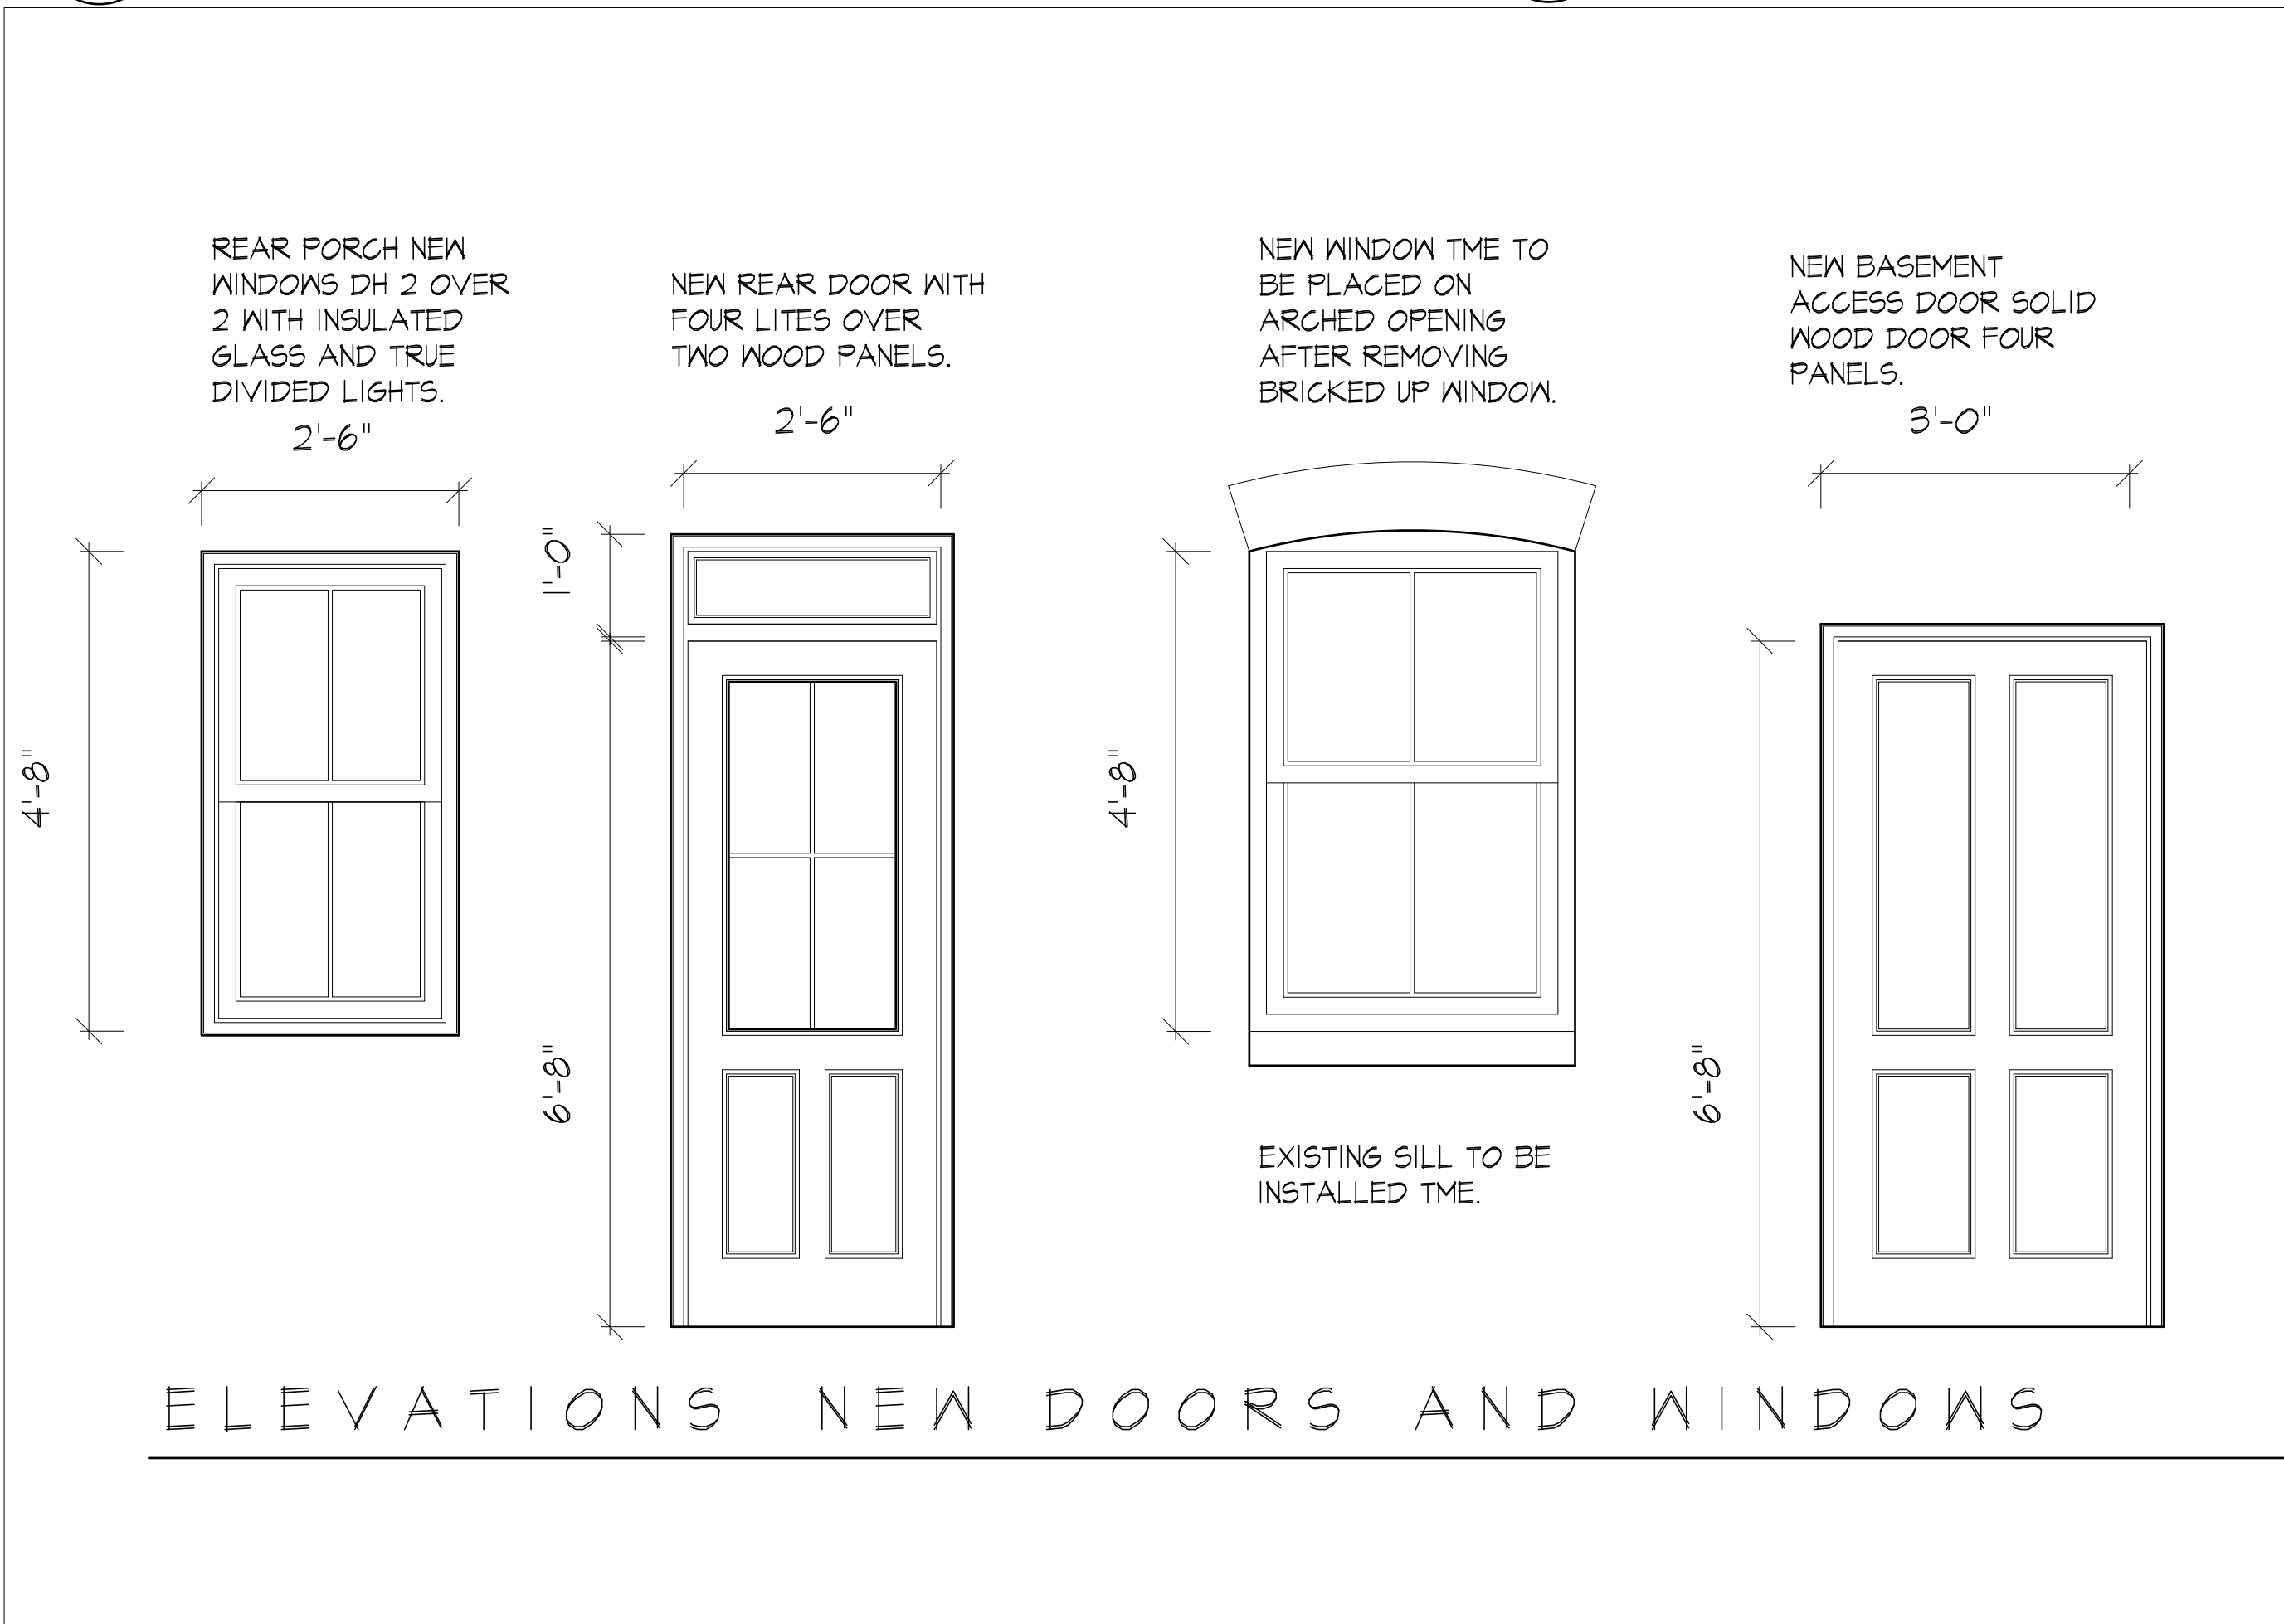 REAR PORCH NEW
WINDOWS DH 2 OVER
2 WITH INSULATED
GLASS AND TRUE
DIVIDED LIGHTS.
2'-6"
4'-8"
NEW REAR DOOR WITH
FOUR LITES OVER
TWO WOOD PANELS.
2'-6"
1'-0"
6'-8"
NEW WINDOW TME TO
BE PLACED ON
ARCHED OPENING
AFTER REMOVING
BRICKED UP WINDOW.
4'-8"
EXISTING SILL TO BE
INSTALLED TME.
NEW BASEMENT
ACCESS DOOR SOLID
WOOD DOOR FOUR
PANELS.
3'-0"
6'-8"
ELEVATIONS NEW DOORS AND WINDOWS